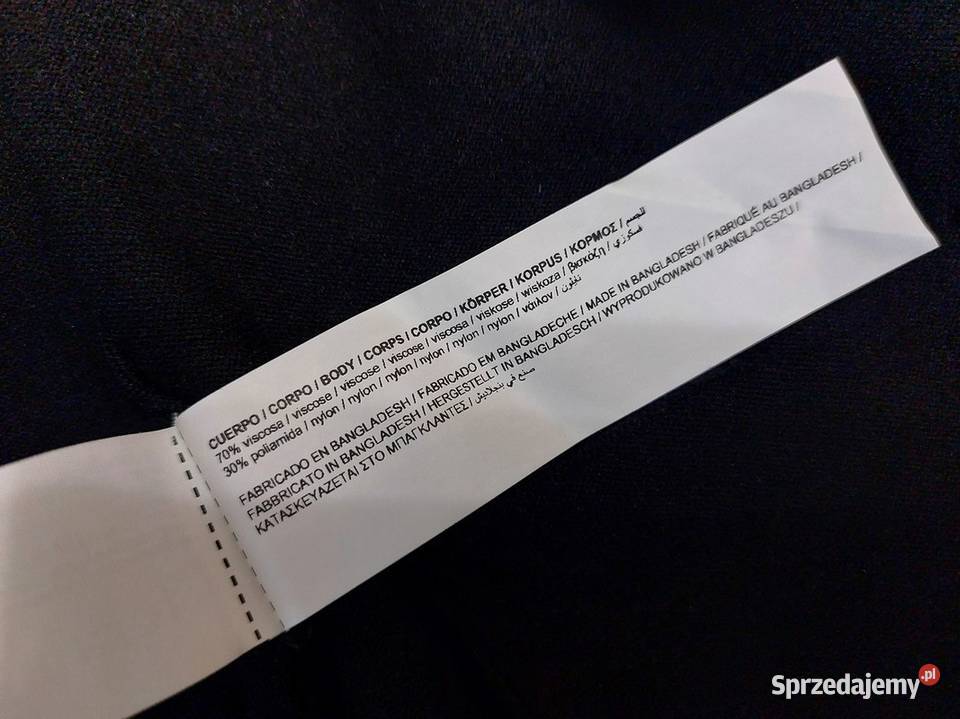 CUERPO / CORPO / BODY / CORPS / CORPO / KÖRPER / KORPUS / ΚΟΡΜΟΣ / للجسم
70% viscosa / viscose / viscose / viscose / viscosa / viskose / wiskoza / βισκόζη / فسكوزي
30% poliamida / nylon / nylon / nylon / nylon / nylon / nylon / νάιλον / نايلون
FABRICADO EN BANGLADESH / FABRICADO EM BANGLADECHE / MADE IN BANGLADESH / FABRIQUÉ AU BANGLADESH /
FABBRICATO IN BANGLADESH / HERGESTELLT IN BANGLADESCH / WYPRODUKOWANO W BANGLADESZU /
ΚΑΤΑΣΚΕΥΑΖΕΤΑΙ ΣΤΟ ΜΠΑΓΚΛΑΝΤΕΣ / صنع في بنجلاديش
Sprzedajemy.pl